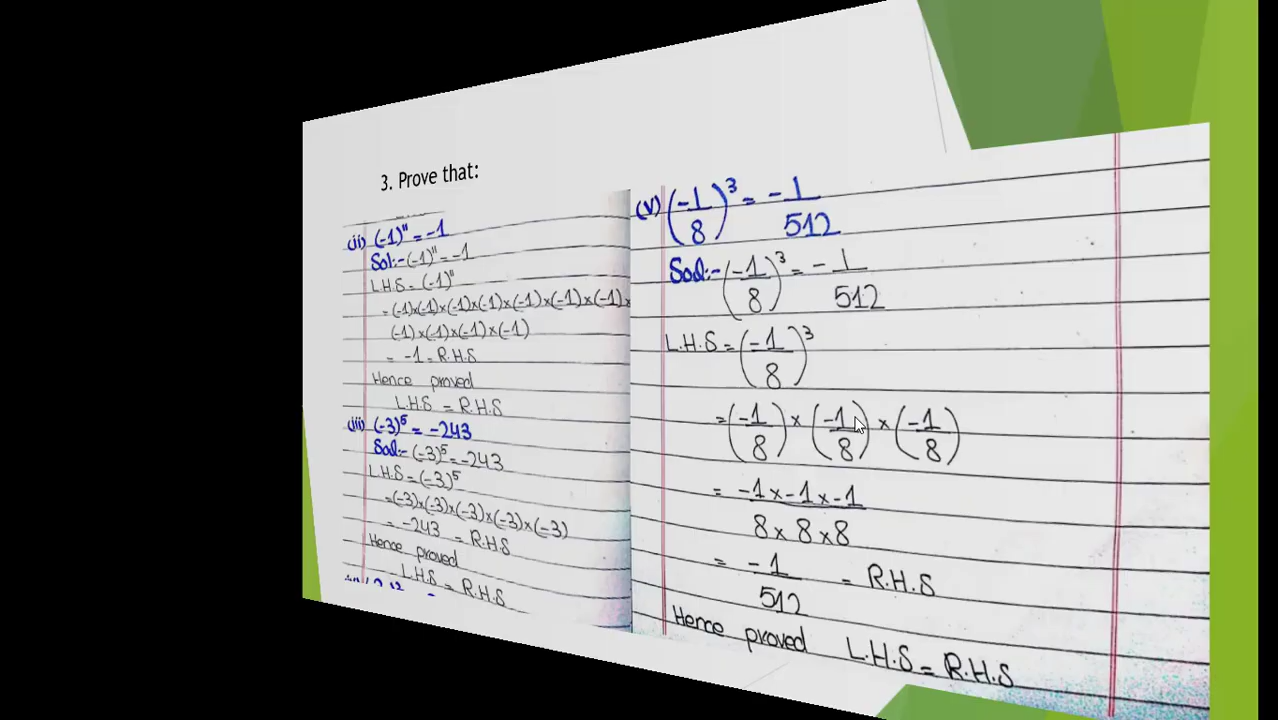 3. Prove that:
(ii) (-1)¹¹ = -1
Sol:- (-1)¹¹ = -1
L.H.S = (-1)¹¹
= (-1)×(-1)×(-1)×(-1)×(-1)×(-1)×(-1)×
(-1)×(-1)×(-1)×(-1)
= -1 = R.H.S
Hence proved
L.H.S = R.H.S
(iii) (-3)⁵ = -243
Sol:- (-3)⁵ = -243
L.H.S = (-3)⁵
= (-3)×(-3)×(-3)×(-3)×(-3)
= -243 = R.H.S
Hence proved
L.H.S = R.H.S
(v) (-1/8)³ = -1/512
Sol:- (-1/8)³ = -1/512
L.H.S = (-1/8)³
= (-1/8) × (-1/8) × (-1/8)
= -1 × -1 × -1 / 8 × 8 × 8
= -1/512 = R.H.S
Hence proved L.H.S = R.H.S